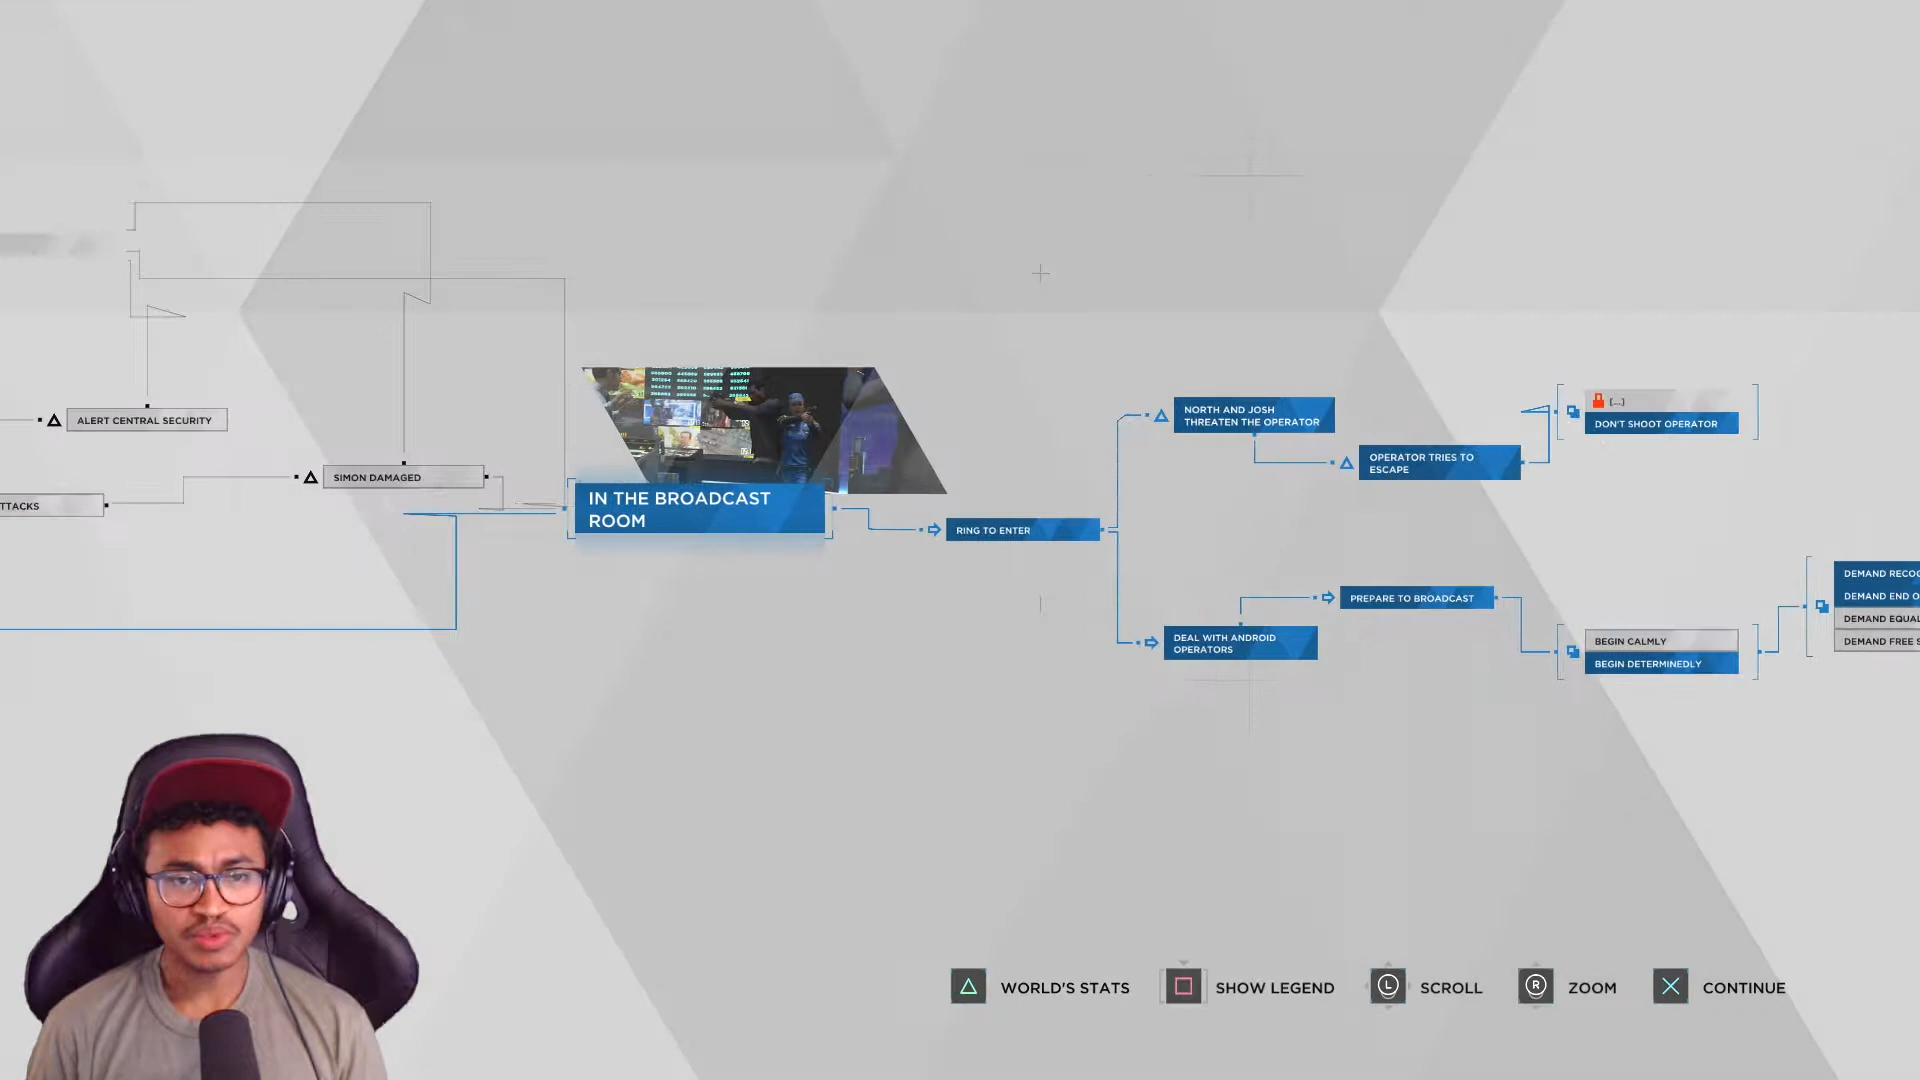 ALERT CENTRAL SECURITY
SIMON DAMAGED
TTACKS
IN THE BROADCAST
ROOM
RING TO ENTER
NORTH AND JOSH
THREATEN THE OPERATOR
OPERATOR TRIES TO
ESCAPE
[...]
DON'T SHOOT OPERATOR
DEAL WITH ANDROID
OPERATORS
PREPARE TO BROADCAST
BEGIN CALMLY
BEGIN DETERMINEDLY
DEMAND RECOG
DEMAND END O
DEMAND EQUAL
DEMAND FREE S
WORLD'S STATS
SHOW LEGEND
L
SCROLL
R
ZOOM
CONTINUE